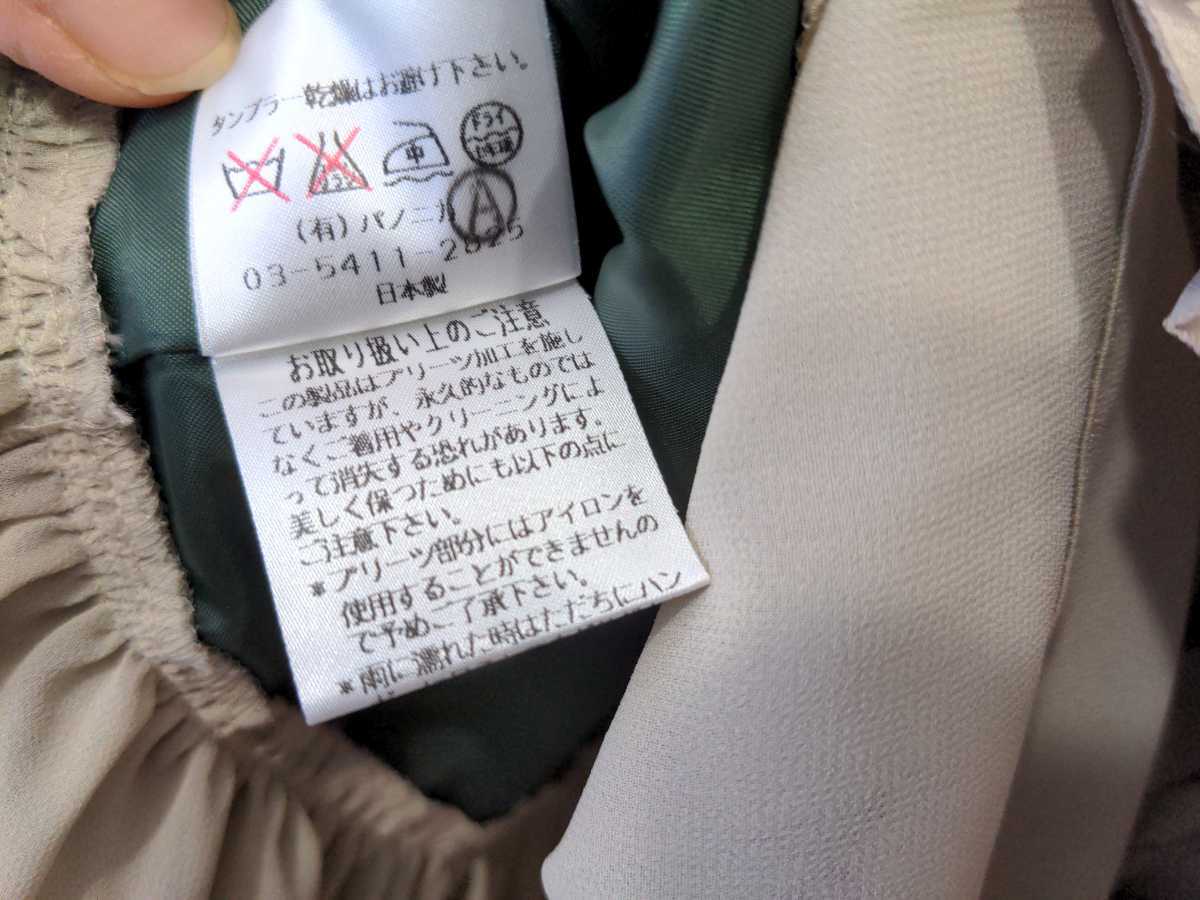 タンブラー乾燥はお避け下さい。
エンソ
中
ドライ
(有)パノニカ
A
03-5411-2825
日本製
お取り扱い上のご注意
この製品はプリーツ加工を施し
ていますが、永久的なものでは
なくご着用やクリーニングによ
って消失する恐れがあります。
美しく保つためにも以下の点に
ご注意下さい。
*プリーツ部分にはアイロンを
使用することができませんの
で予めご了承下さい。
*雨に濡れた時はただちにハン